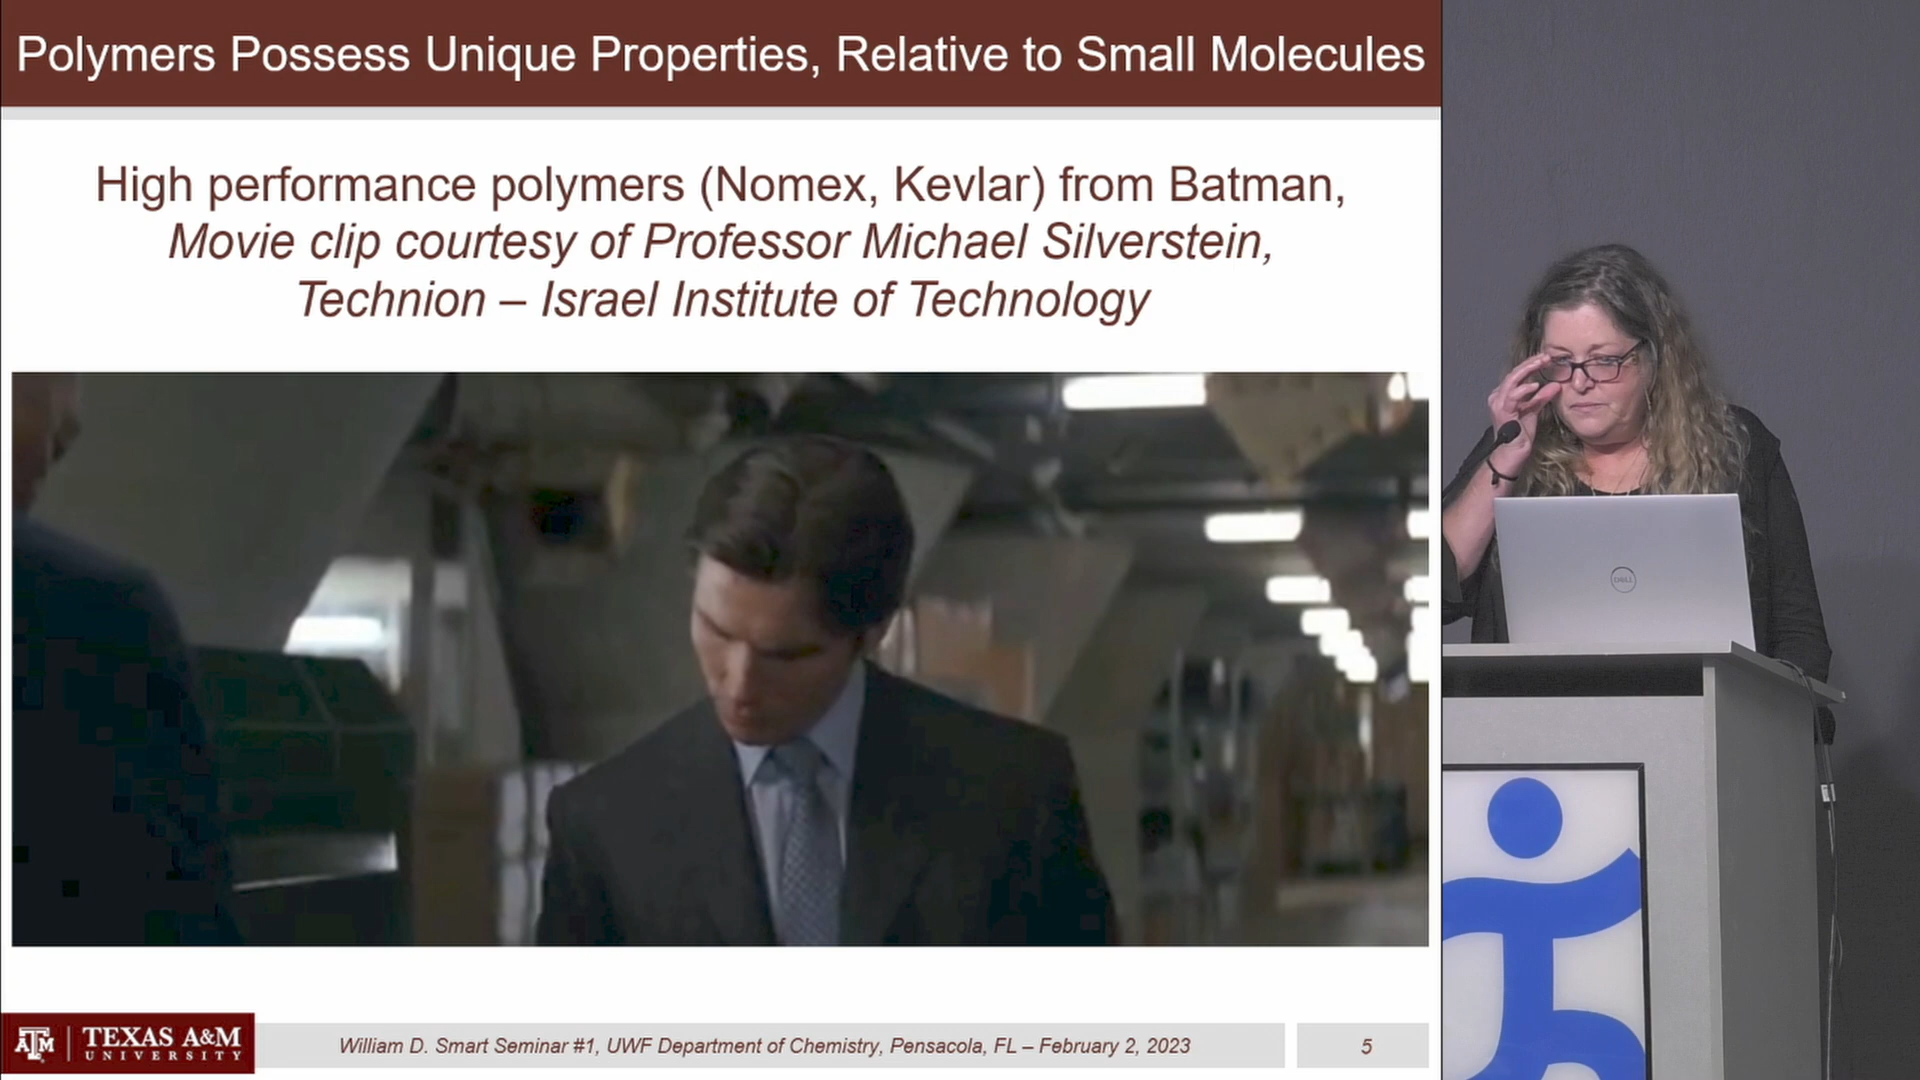 Polymers Possess Unique Properties, Relative to Small Molecules
High performance polymers (Nomex, Kevlar) from Batman,
Movie clip courtesy of Professor Michael Silverstein,
Technion – Israel Institute of Technology
DELL
ATM
TEXAS A&M
UNIVERSITY
William D. Smart Seminar #1, UWF Department of Chemistry, Pensacola, FL – February 2, 2023
5